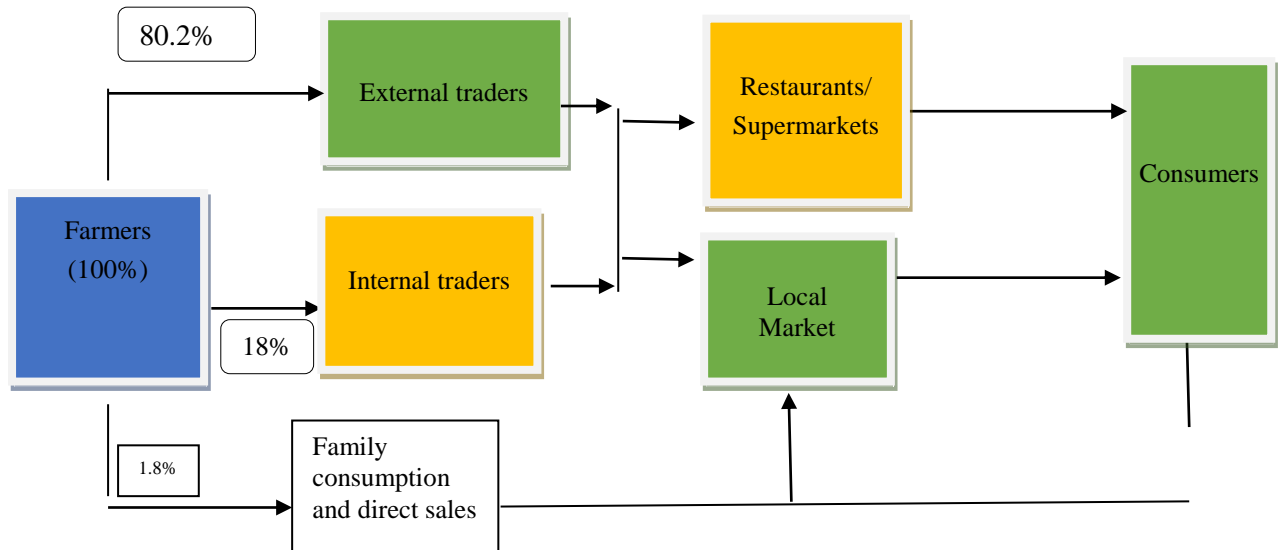 80.2%
External traders
Restaurants/
Supermarkets
Consumers
Farmers
(100%)
Internal traders
Local
Market
18%
1.8%
Family
consumption
and direct sales